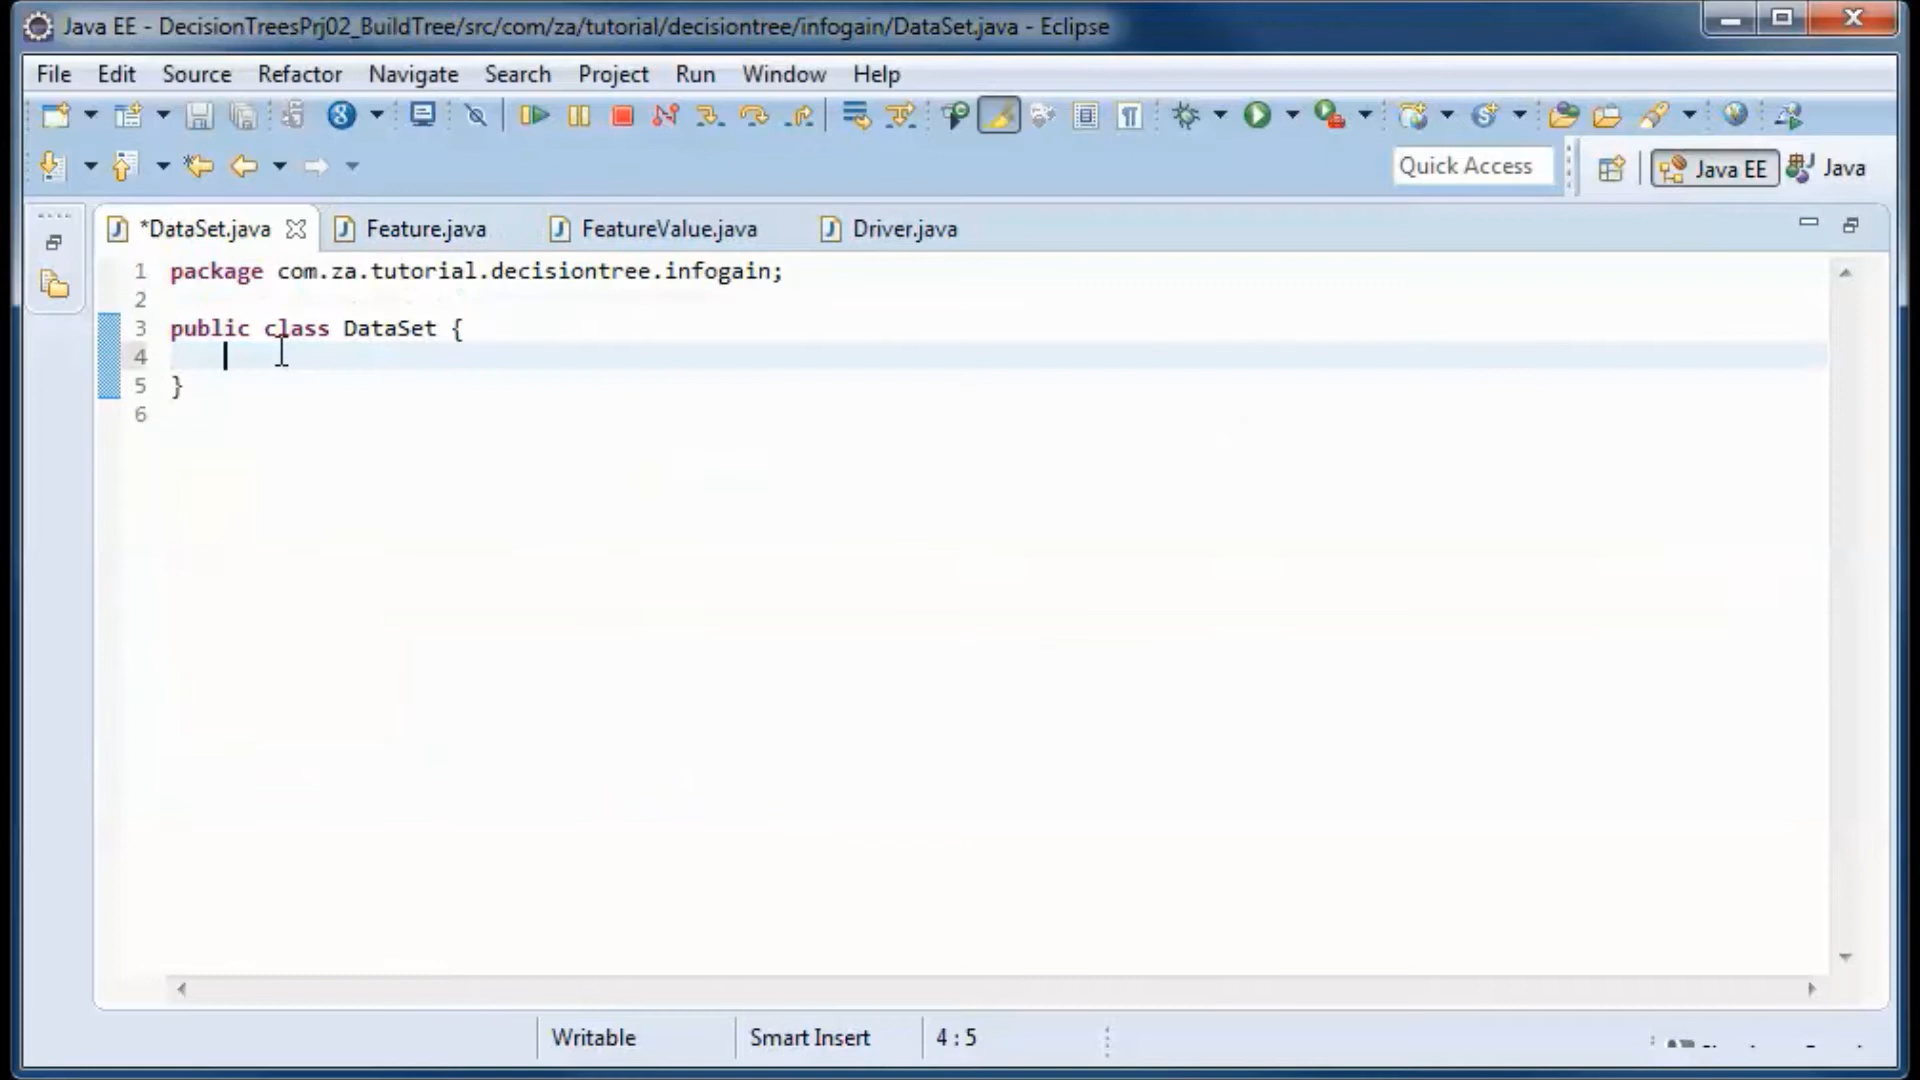 Java EE - DecisionTreesPrj02_BuildTree/src/com/za/tutorial/decisiontree/infogain/DataSet.java - Eclipse
File Edit Source Refactor Navigate Search Project Run Window Help
Quick Access Java EE Java
*DataSet.java Feature.java FeatureValue.java Driver.java
1 package com.za.tutorial.decisiontree.infogain;
2
3 public class DataSet {
4
5 }
6
Writable Smart Insert 4 : 5